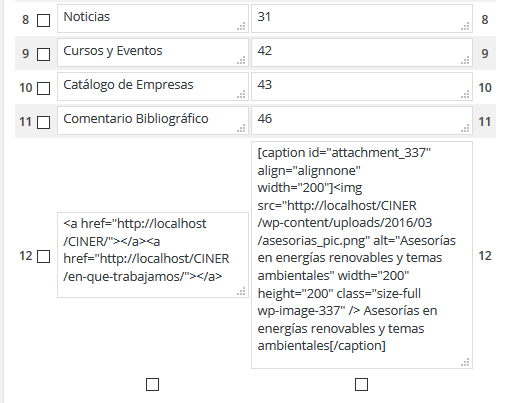 8 Noticias 31 8
9 Cursos y Eventos 42 9
10 Catálogo de Empresas 43 10
11 Comentario Bibliográfico 46 11
12
<a href="http://localhost
/CINER/"></a><a
href="http://localhost/CINER
/en-que-trabajamos/"></a>
[caption id="attachment_337"
align="alignnone"
width="200"]<img
src="http://localhost/CINER
/wp-content/uploads/2016/03
/asesorias_pic.png" alt="Asesorías
en energías renovables y temas
ambientales" width="200"
height="200" class="size-full
wp-image-337" /> Asesorías en
energías renovables y temas
ambientales[/caption]
12